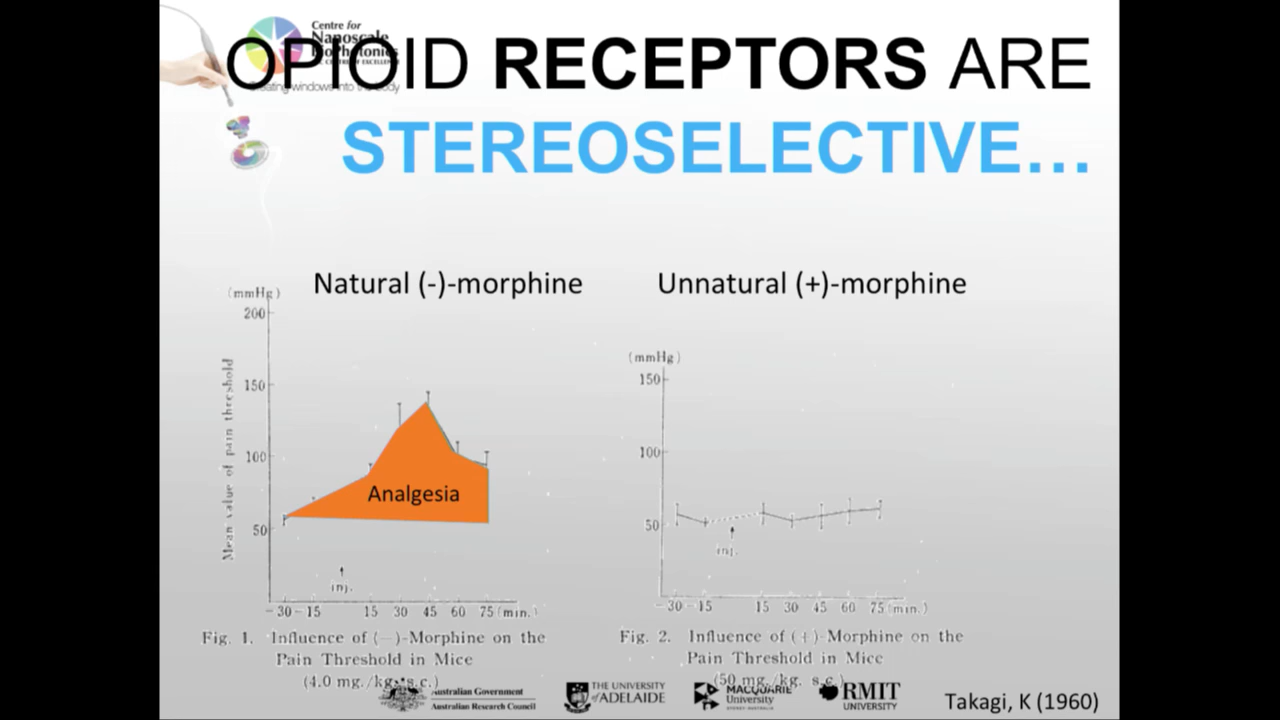 Centre for
Nanoscale
BioPhotonics
OPIOID RECEPTORS ARE
STEREOSELECTIVE...
Natural (-)-morphine
Unnatural (+)-morphine
(mmHg)
200
150
100
50
Mean value of pain threshold
Analgesia
inj.
-30 -15 15 30 45 60 75 (min.)
Fig. 1. Influence of (−)-Morphine on the
Pain Threshold in Mice
(4.0 mg./kg. s.c.)
(mmHg)
150
100
50
inj.
-30 -15 15 30 45 60 75 (min.)
Fig. 2. Influence of (+)-Morphine on the
Pain Threshold in Mice
(50 mg./kg. s.c.)
Australian Government
Australian Research Council
THE UNIVERSITY
of ADELAIDE
MACQUARIE
University
RMIT
UNIVERSITY
Takagi, K (1960)